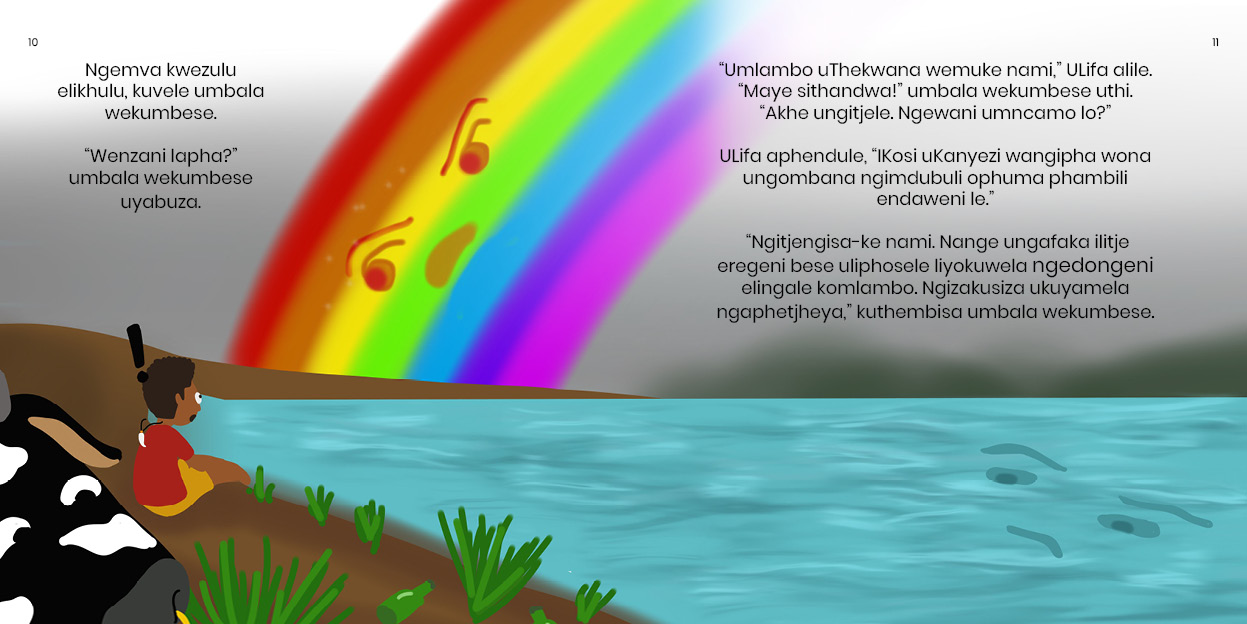 10
Ngemva kwezulu
elikhulu, kuvele umbala
wekumbese.
“Wenzani lapha?”
umbala wekumbese
uyabuza.
11
“Umlambo uThekwana wemuke nami,” ULifa alile.
“Maye sithandwa!” umbala wekumbese uthi.
“Akhe ungitjele. Ngewani umncamo lo?”
ULifa aphendule, “IKosi uKanyezi wangipha wona
ungombana ngimdubuli ophuma phambili
endaweni le.”
“Ngitjengisa-ke nami. Nange ungafaka ilitje
eregeni bese uliphosele liyokuwela ngedongeni
elingale komlambo. Ngizakusiza ukuyamela
ngaphetjheya,” kuthembisa umbala wekumbese.